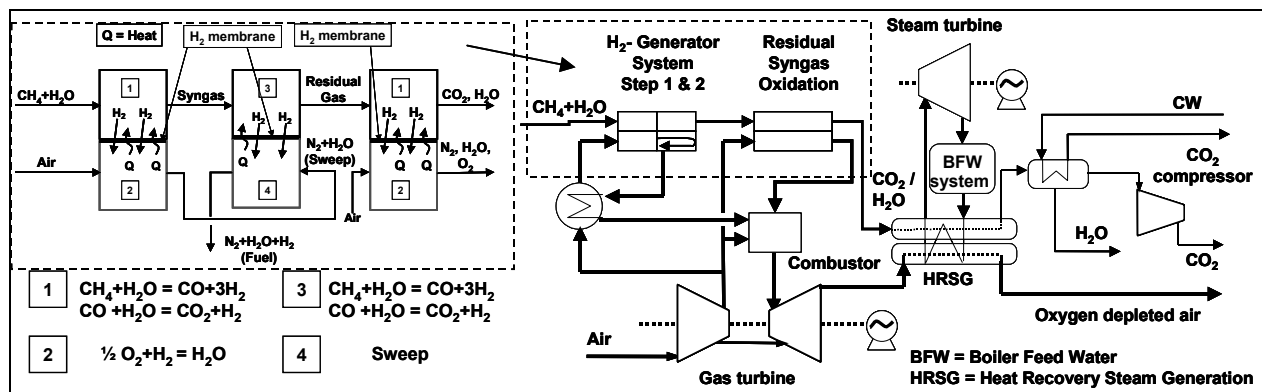 Q = Heat
H₂ membrane
H₂ membrane
CH₄+H₂O
1
Syngas
3
Residual
Gas
1
CO₂, H₂O
H₂ H₂
H₂ H₂
H₂ H₂
Q Q
Q
Q Q
Air
2
N₂+H₂O
(Sweep)
4
Air
2
N₂, H₂O,
O₂
N₂+H₂O+H₂
(Fuel)
1
CH₄+H₂O = CO+3H₂
CO +H₂O = CO₂+H₂
3
CH₄+H₂O = CO+3H₂
CO +H₂O = CO₂+H₂
2
½ O₂+H₂ = H₂O
4
Sweep
H₂- Generator
System
Step 1 & 2
Residual
Syngas
Oxidation
CH₄+H₂O
Steam turbine
BFW
system
CW
CO₂
compressor
CO₂ /
H₂O
H₂O
CO₂
Combustor
HRSG
Oxygen depleted air
Air
Gas turbine
BFW = Boiler Feed Water
HRSG = Heat Recovery Steam Generation